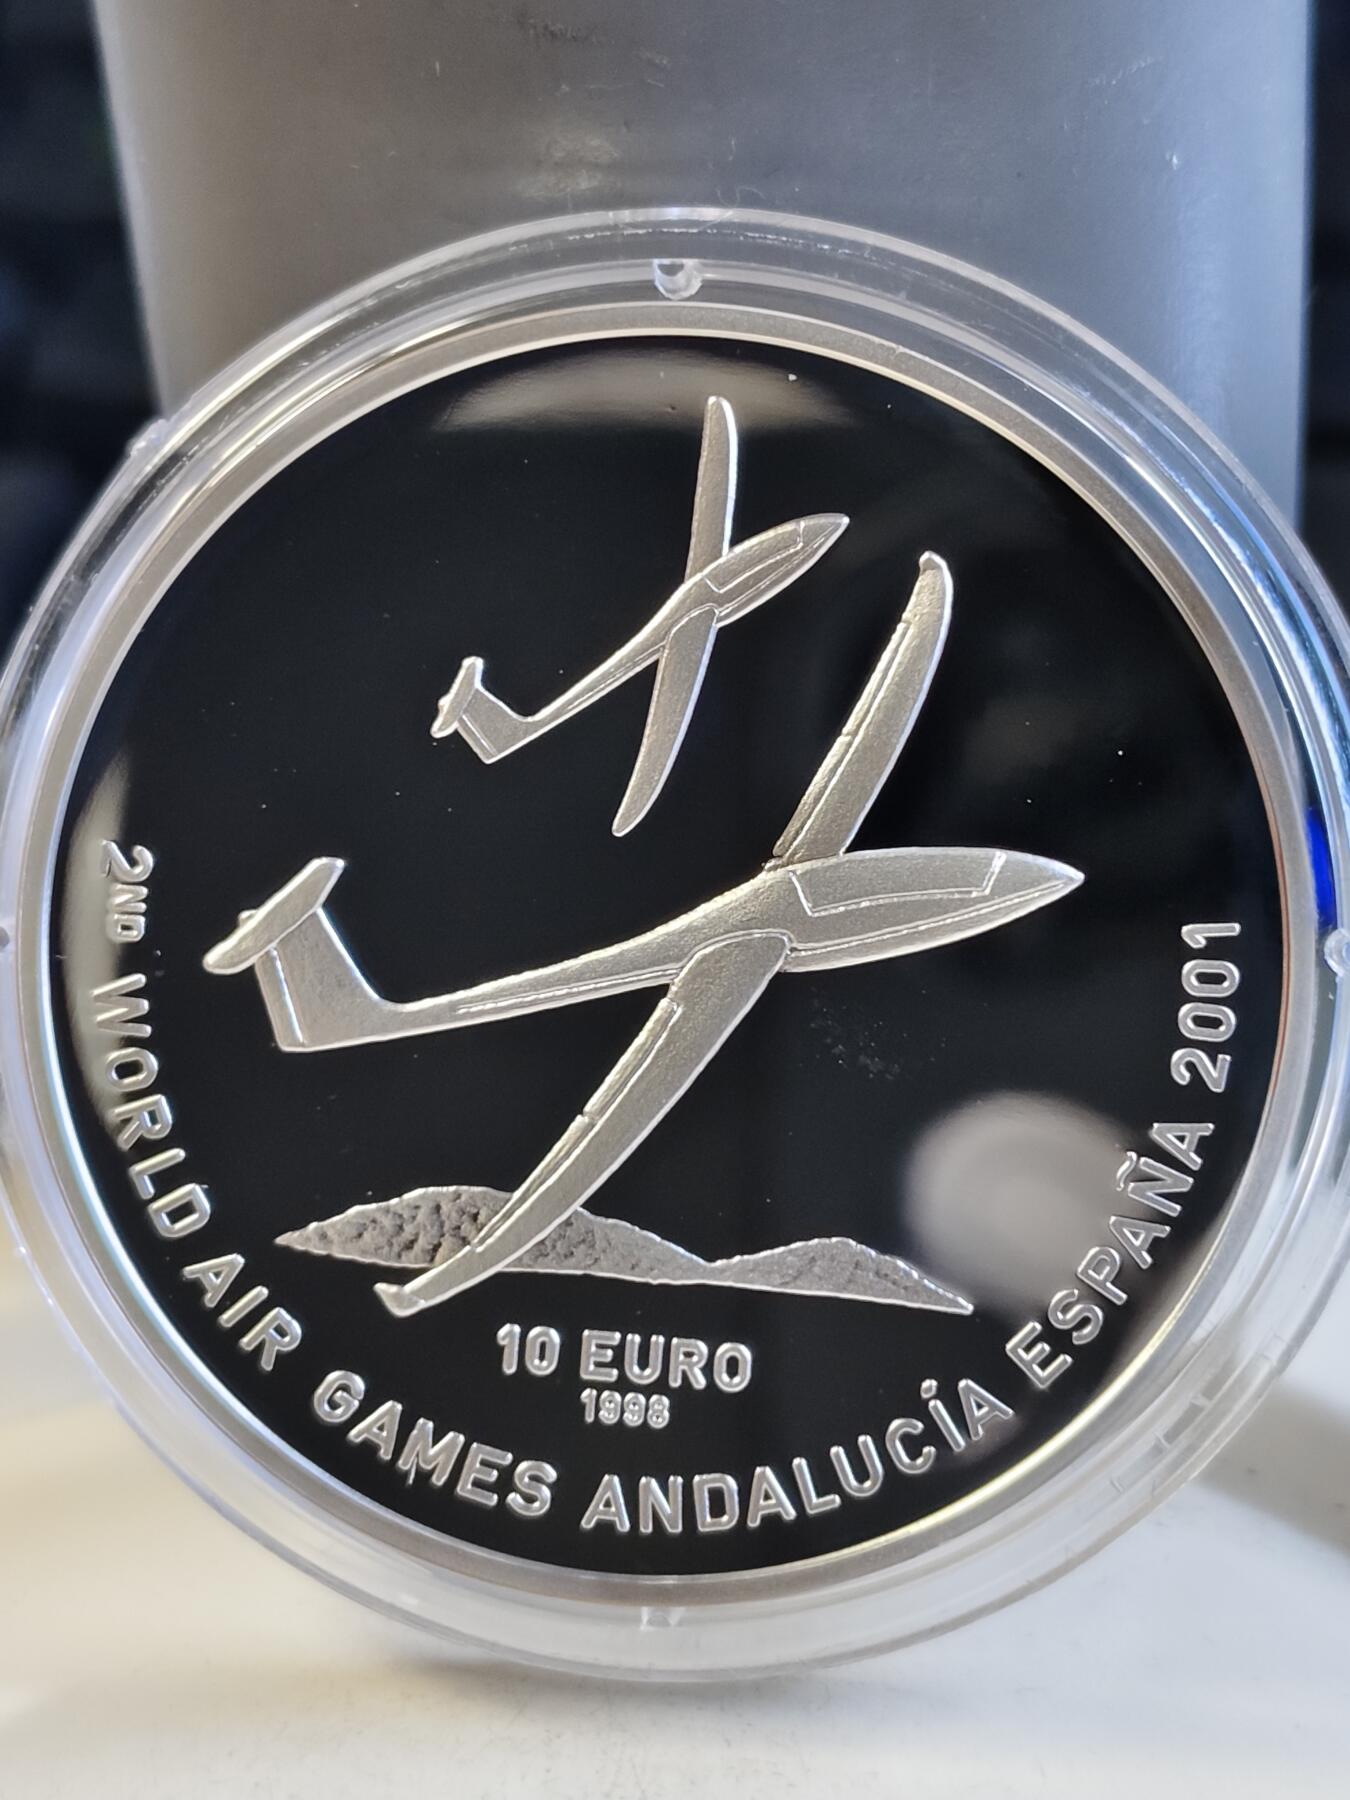 10 EURO
1998
2ND WORLD AIR GAMES ANDALUCÍA ESPAÑA 2001